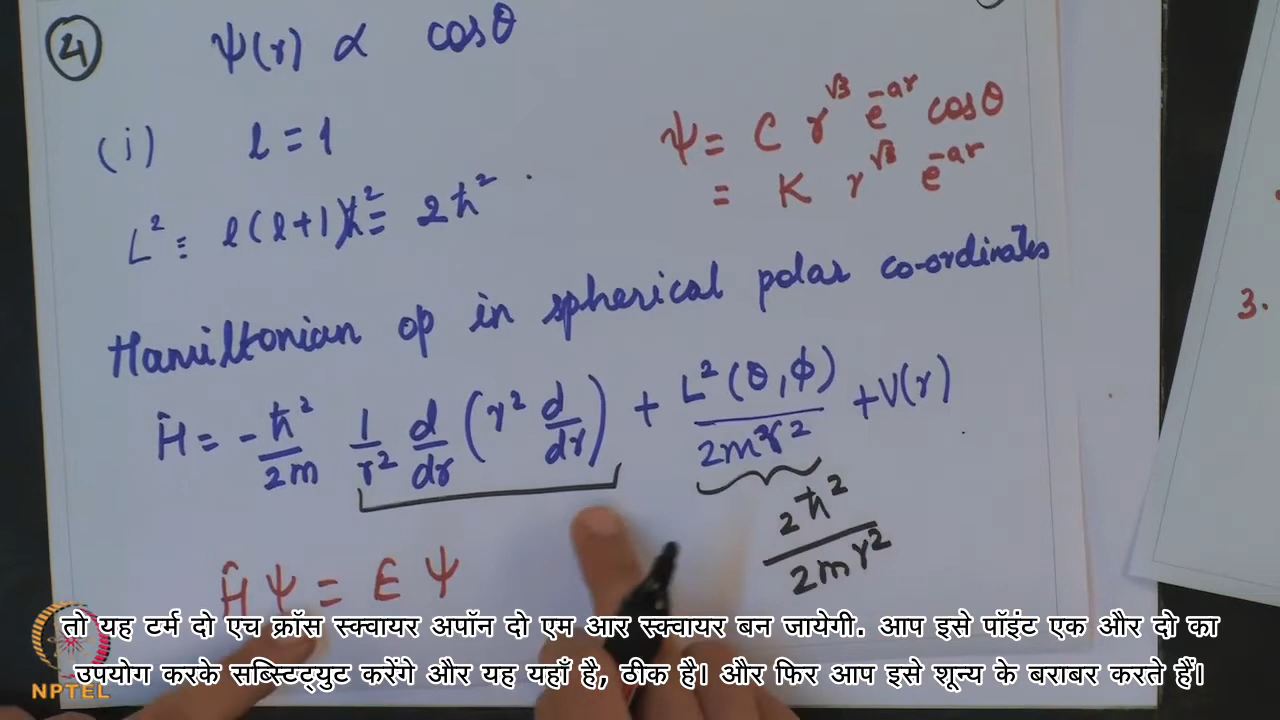 ④ ψ(r) ∝ cosθ
(i) l = 1
L² = l(l+1)ħ² = 2ħ²
ψ = C r^√3 e^-ar cosθ
= K r^√3 e^-ar
Hamiltonian op in spherical polar co-ordinates
Ĥ = -ħ²/2m 1/r² d/dr (r² d/dr) + L²(θ,ϕ)/2mr² + V(r)
2ħ²/2mr²
Ĥ ψ = E ψ
3.
तो यह टर्म दो एच क्रॉस स्क्वायर अपॉन दो एम आर स्क्वायर बन जायेगी. आप इसे पॉइंट एक और दो का
उपयोग करके सब्स्टिट्युट करेंगे और यह यहाँ है, ठीक है। और फिर आप इसे शून्य के बराबर करते हैं।
NPTEL